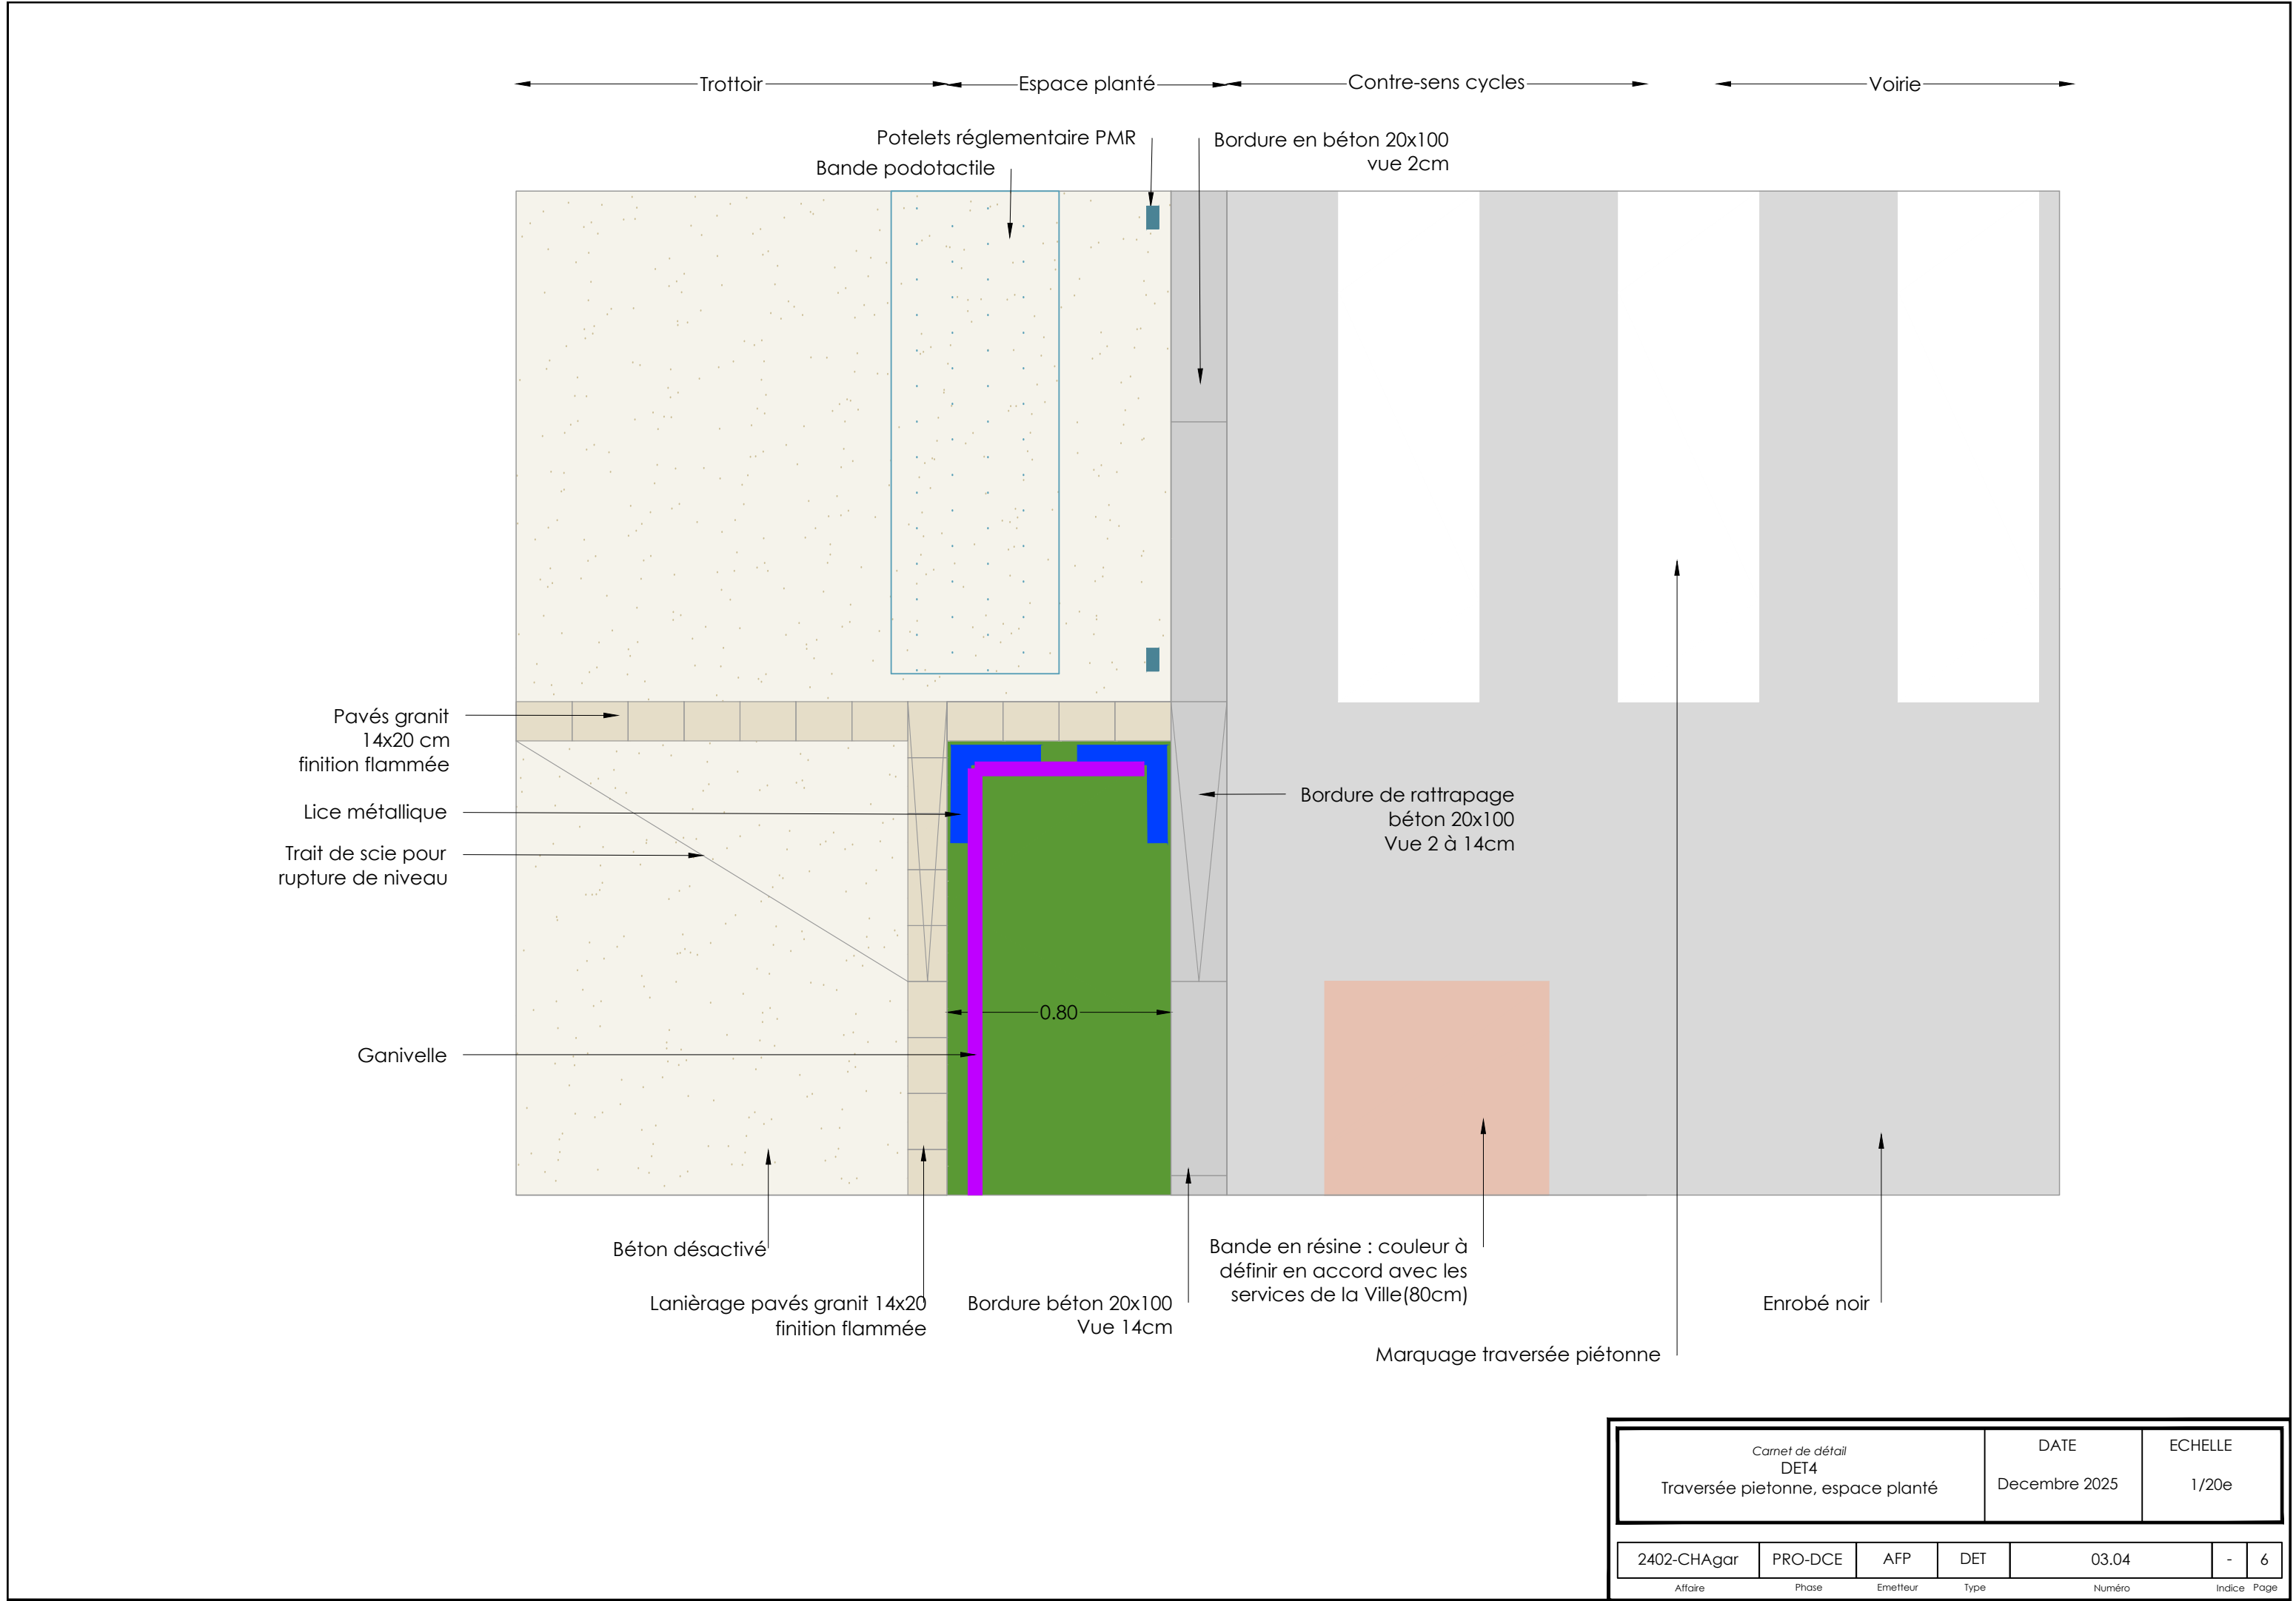 Trottoir
Espace planté
Contre-sens cycles
Voirie
Potelets réglementaire PMR
Bande podotactile
Bordure en béton 20x100
vue 2cm
Pavés granit
14x20 cm
finition flammée
Lice métallique
Trait de scie pour
rupture de niveau
Bordure de rattrapage
béton 20x100
Vue 2 à 14cm
0.80
Ganivelle
Béton désactivé
Lanièrage pavés granit 14x20
finition flammée
Bordure béton 20x100
Vue 14cm
Bande en résine : couleur à
définir en accord avec les
services de la Ville(80cm)
Enrobé noir
Marquage traversée piétonne
Carnet de détail
DET4
Traversée pietonne, espace planté
DATE
Decembre 2025
ECHELLE
1/20e
2402-CHAgar
PRO-DCE
AFP
DET
03.04
-
6
Affaire
Phase
Emetteur
Type
Numéro
Indice
Page